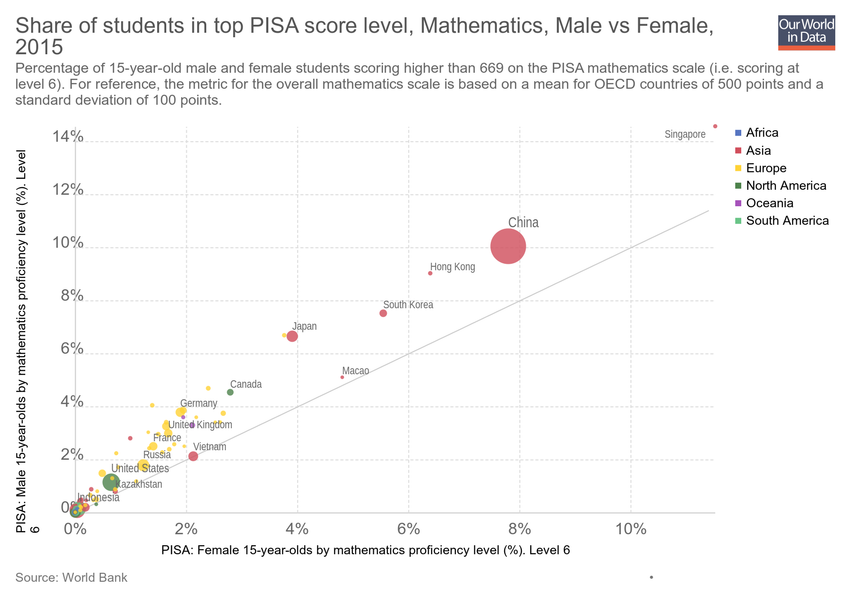 Share of students in top PISA score level, Mathematics, Male vs Female,
2015
Our World
in Data
Percentage of 15-year-old male and female students scoring higher than 669 on the PISA mathematics scale (i.e. scoring at
level 6). For reference, the metric for the overall mathematics scale is based on a mean for OECD countries of 500 points and a
standard deviation of 100 points.
PISA: Male 15-year-olds by mathematics proficiency level (%). Level
6
14%
12%
10%
8%
6%
4%
2%
0%
Singapore
China
Hong Kong
South Korea
Japan
Macao
Canada
Germany
United Kingdom
France
Vietnam
Russia
United States
Kazakhstan
Indonesia
Africa
Asia
Europe
North America
Oceania
South America
0%
2%
4%
6%
8%
10%
PISA: Female 15-year-olds by mathematics proficiency level (%). Level 6
Source: World Bank